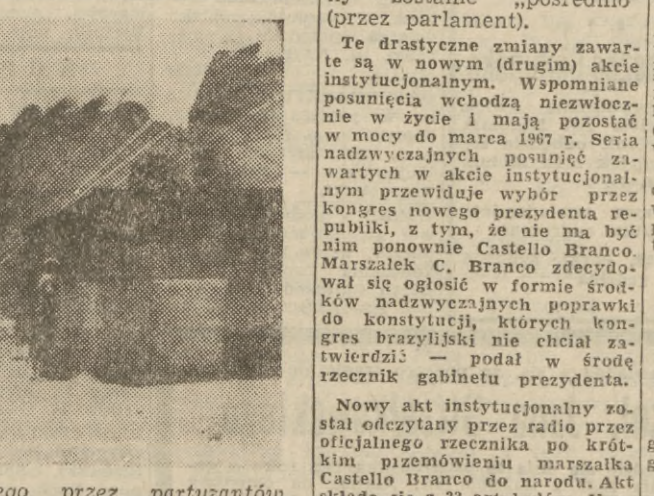 (przez parlament).
Te drastyczne zmiany zawar-
te są w nowym (drugim) akcie
instytucjonalnym. Wspomniane
posunięcia wchodzą niezwłocz-
nie w życie i mają pozostać
w mocy do marca 1967 r. Seria
nadzwyczajnych posunięć za-
wartych w akcie instytucjonal-
nym przewiduje wybór przez
kongres nowego prezydenta re-
publiki, z tym, że nie ma być
nim ponownie Castello Branco.
Marszałek C. Branco zdecydo-
wał się ogłosić w formie środ-
ków nadzwyczajnych poprawki
do konstytucji, których kon-
gres brazylijski nie chciał za-
twierdzić — podał w środę
rzecznik gabinetu prezydenta.
Nowy akt instytucjonalny zo-
stał odczytany przez radio przez
oficjalnego rzecznika po krót-
kim przemówieniu marszałka
Castello Branco do narodu. Akt
przez partyzantów